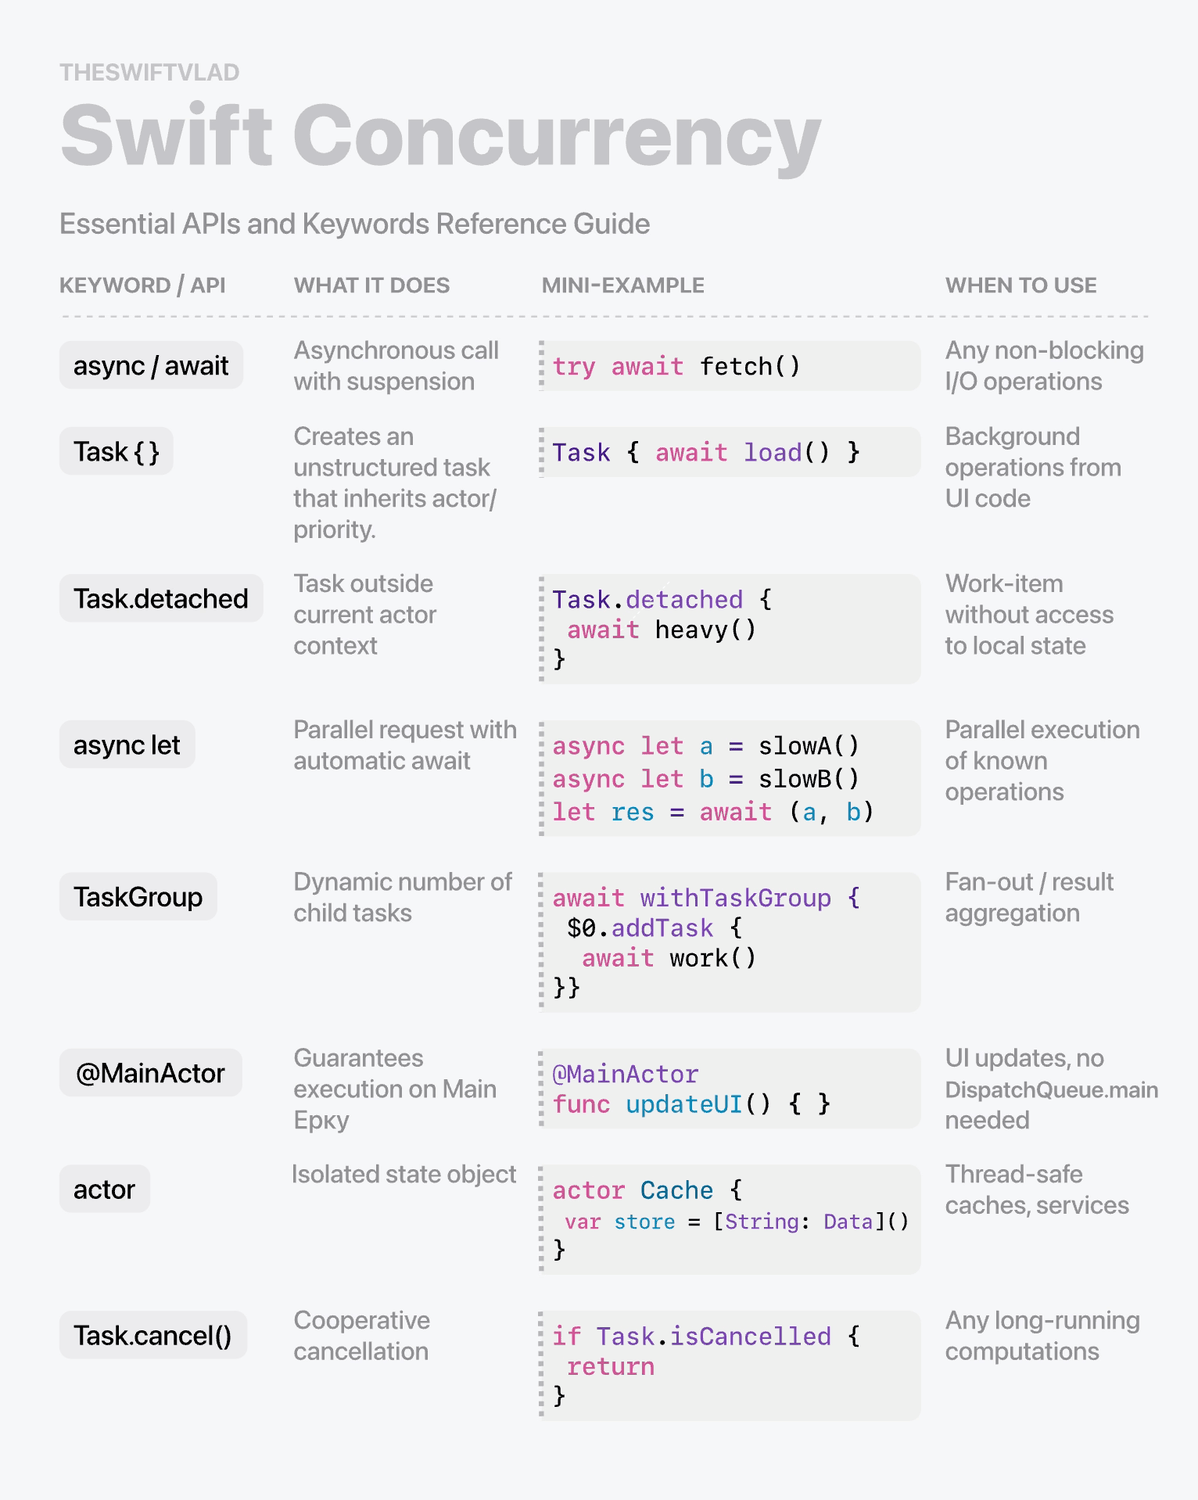 THESWIFTVLAD
Swift Concurrency
Essential APIs and Keywords Reference Guide
KEYWORD / API
WHAT IT DOES
MINI-EXAMPLE
WHEN TO USE
async / await
Asynchronous call
with suspension
try await fetch()
Any non-blocking
I/O operations
Task { }
Creates an
unstructured task
that inherits actor/
priority.
Task { await load() }
Background
operations from
UI code
Task.detached
Task outside
current actor
context
Task.detached {
await heavy()
}
Work-item
without access
to local state
async let
Parallel request with
automatic await
async let a = slowA()
async let b = slowB()
let res = await (a, b)
Parallel execution
of known
operations
TaskGroup
Dynamic number of
child tasks
await withTaskGroup {
$0.addTask {
await work()
}}
Fan-out / result
aggregation
@MainActor
Guarantees
execution on Main
Ерку
@MainActor
func updateUI() { }
UI updates, no
DispatchQueue.main
needed
actor
Isolated state object
actor Cache {
var store = [String: Data]()
}
Thread-safe
caches, services
Task.cancel()
Cooperative
cancellation
if Task.isCancelled {
return
}
Any long-running
computations